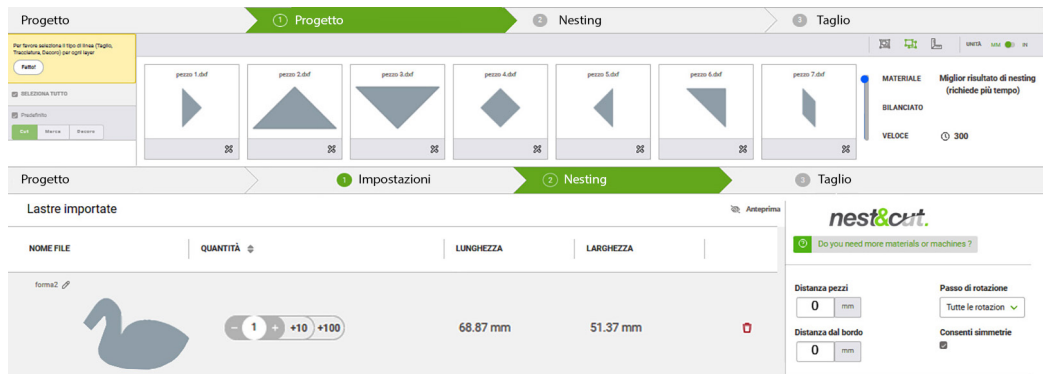 Progetto
1 Progetto
2 Nesting
3 Taglio
Per favore seleziona il tipo di linea (Taglio,
Tracciatura, Decoro) per ogni layer
Fatto!
UNITÀ MM IN
SELEZIONA TUTTO
Predefinito
Cut Marca Decoro
pezzo 1.dxf
pezzo 2.dxf
pezzo 3.dxf
pezzo 4.dxf
pezzo 5.dxf
pezzo 6.dxf
pezzo 7.dxf
MATERIALE
BILANCIATO
VELOCE
Miglior risultato di nesting
(richiede più tempo)
300
Progetto
1 Impostazioni
2 Nesting
3 Taglio
Lastre importate
Anteprima
NOME FILE
QUANTITÀ
LUNGHEZZA
LARGHEZZA
forma2
- 1 + +10 +100
68.87 mm
51.37 mm
nest&cut.
Do you need more materials or machines ?
Distanza pezzi
0 mm
Passo di rotazione
Tutte le rotazion
Distanza dal bordo
0 mm
Consenti simmetrie